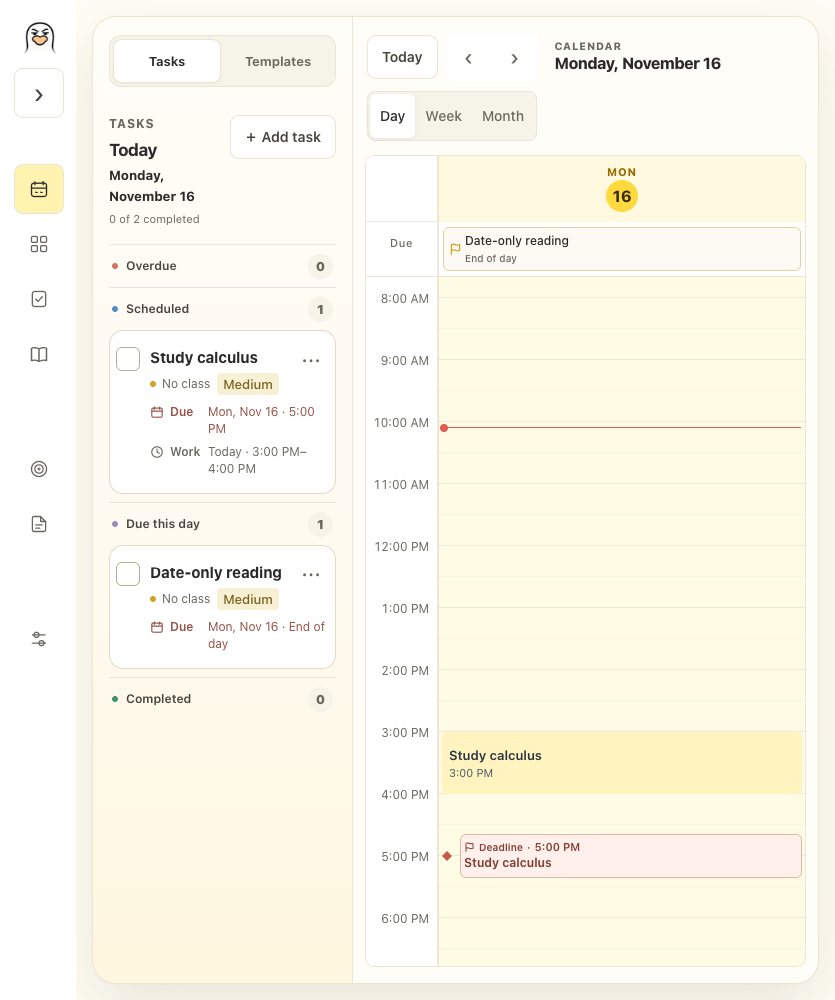 Tasks
Templates
TASKS
Today
Monday,
November 16
0 of 2 completed
+ Add task
Overdue
0
Scheduled
1
Study calculus
...
No class
Medium
Due
Mon, Nov 16 · 5:00
PM
Work
Today · 3:00 PM–
4:00 PM
Due this day
1
Date-only reading
...
No class
Medium
Due
Mon, Nov 16 · End of
day
Completed
0
Today
CALENDAR
Monday, November 16
Day
Week
Month
MON
16
Due
Date-only reading
End of day
8:00 AM
9:00 AM
10:00 AM
11:00 AM
12:00 PM
1:00 PM
2:00 PM
3:00 PM
Study calculus
3:00 PM
4:00 PM
Deadline · 5:00 PM
5:00 PM
Study calculus
6:00 PM